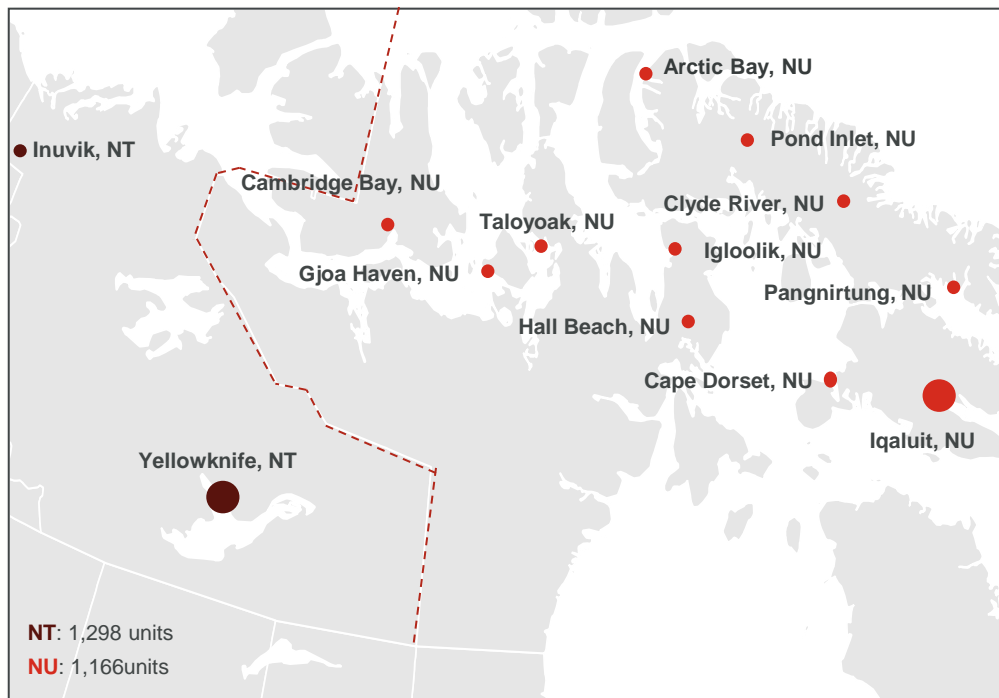 Arctic Bay, NU
Pond Inlet, NU
Inuvik, NT
Cambridge Bay, NU
Clyde River, NU
Taloyoak, NU
Igloolik, NU
Gjoa Haven, NU
Pangnirtung, NU
Hall Beach, NU
Cape Dorset, NU
Iqaluit, NU
Yellowknife, NT
NT: 1,298 units
NU: 1,166units